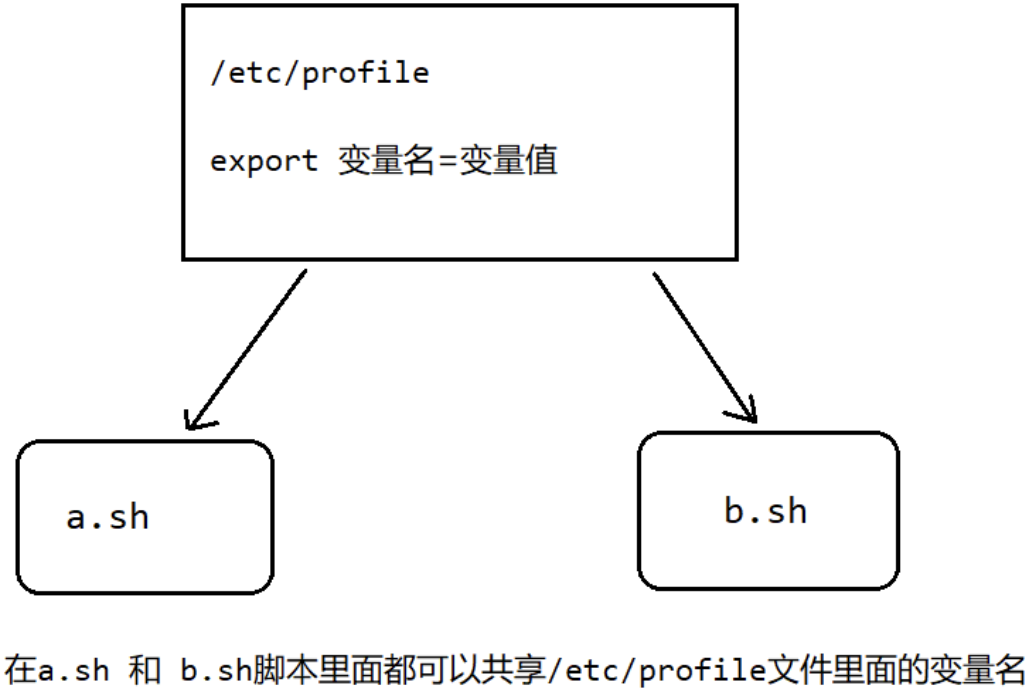 /etc/profile
export 变量名=变量值
a.sh
b.sh
在a.sh 和 b.sh脚本里面都可以共享/etc/profile文件里面的变量名